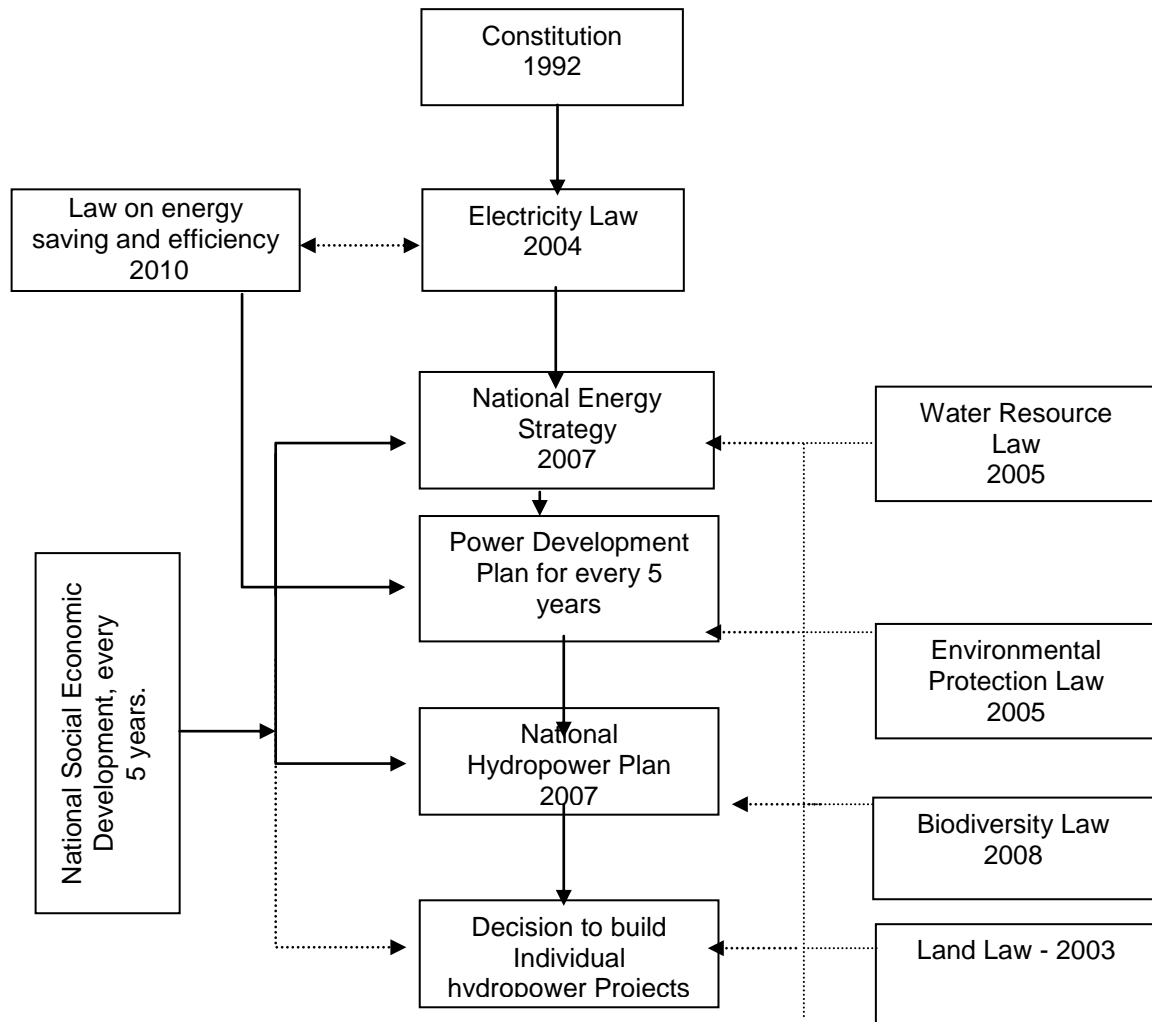 Constitution
1992
Law on energy
saving and efficiency
2010
Electricity Law
2004
National Energy
Strategy
2007
Water Resource
Law
2005
Power Development
Plan for every 5
years
National Social Economic
Development, every
5 years.
Environmental
Protection Law
2005
National
Hydropower Plan
2007
Biodiversity Law
2008
Decision to build
Individual
hydropower Projects
Land Law - 2003